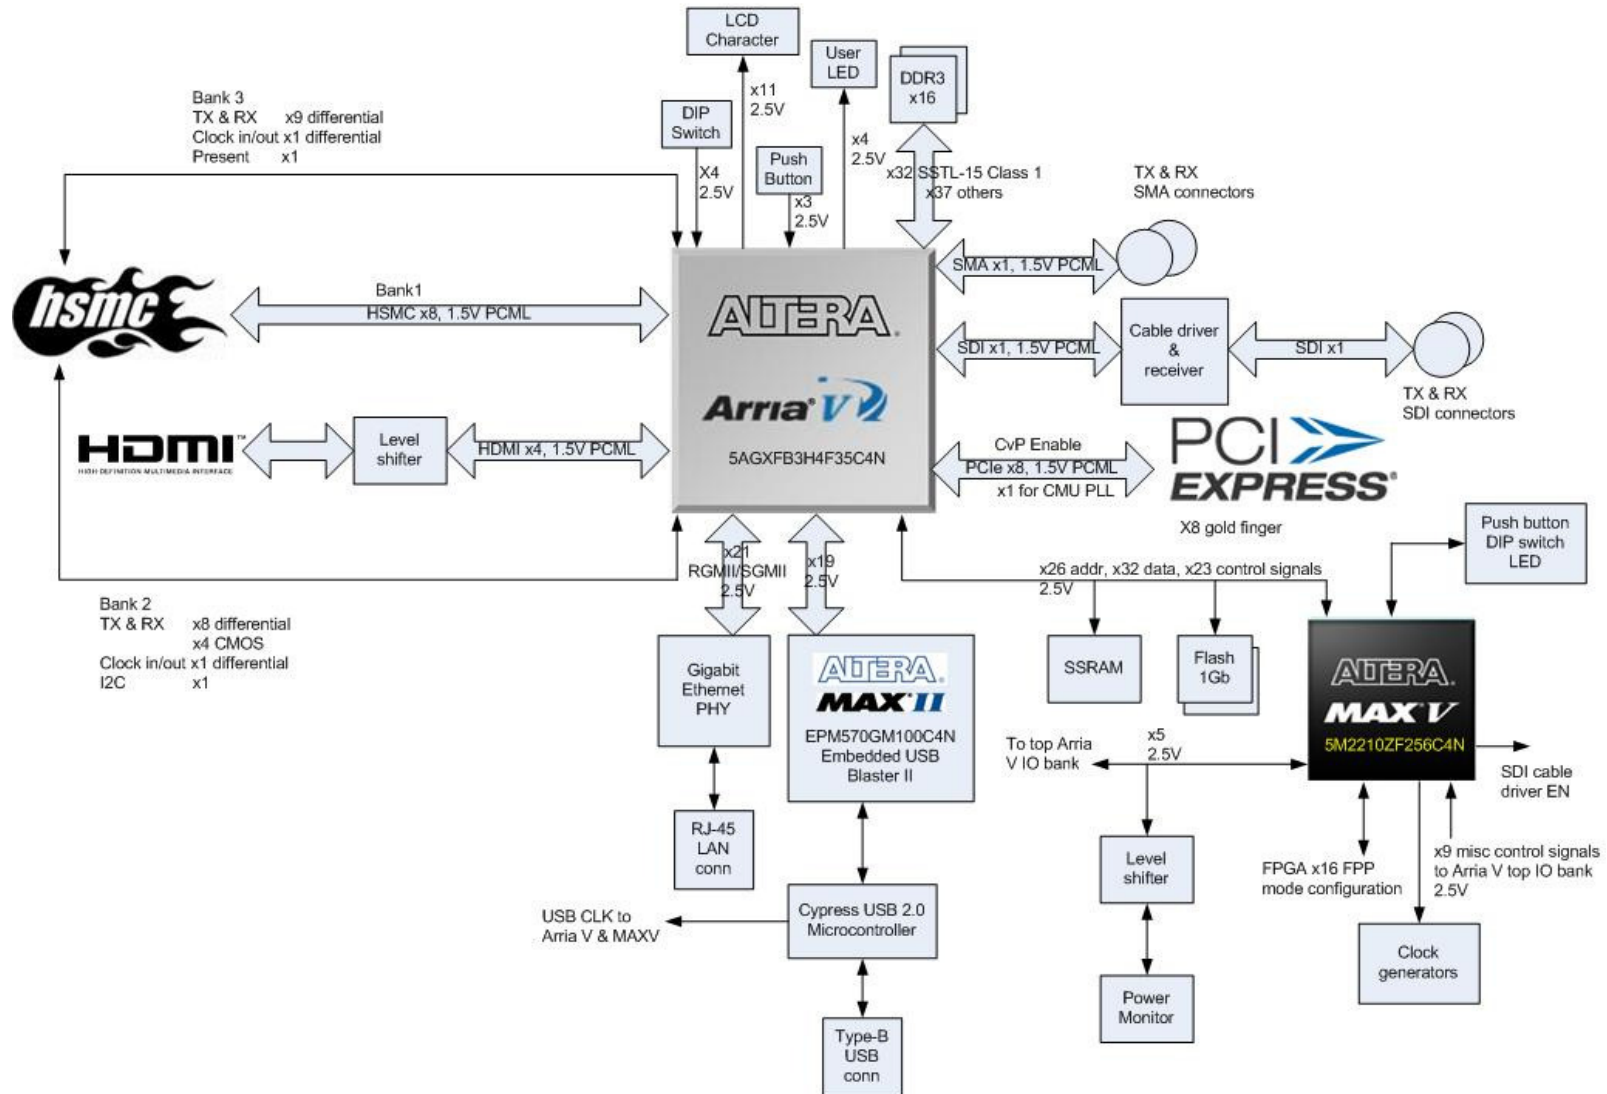 LCD
Character
User
LED
DDR3
x16
Bank 3
TX & RX x9 differential
Clock in/out x1 differential
Present x1
DIP
Switch
x11
2.5V
Push
Button
x4
2.5V
X4
2.5V
x3
2.5V
x32 SSTL-15 Class 1
x37 others
TX & RX
SMA connectors
hsmc
Bank1
HSMC x8, 1.5V PCML
ALTERA.
Arria® V
5AGXFB3H4F35C4N
SMA x1, 1.5V PCML
SDI x1, 1.5V PCML
Cable driver
&
receiver
SDI x1
TX & RX
SDI connectors
HDMI™
HIGH-DEFINITION MULTIMEDIA INTERFACE
Level
shifter
HDMI x4, 1.5V PCML
CvP Enable
PCIe x8, 1.5V PCML
x1 for CMU PLL
PCI
EXPRESS®
X8 gold finger
Push button
DIP switch
LED
x21
RGMII/SGMII
2.5V
x19
2.5V
x26 addr, x32 data, x23 control signals
2.5V
Bank 2
TX & RX x8 differential
x4 CMOS
Clock in/out x1 differential
I2C x1
Gigabit
Ethernet
PHY
ALTERA.
MAX® II
EPM570GM100C4N
Embedded USB
Blaster II
SSRAM
Flash
1Gb
ALTERA.
MAX® V
5M2210ZF256C4N
To top Arria
V IO bank
x5
2.5V
SDI cable
driver EN
RJ-45
LAN
conn
Level
shifter
FPGA x16 FPP
mode configuration
x9 misc control signals
to Arria V top IO bank
2.5V
USB CLK to
Arria V & MAXV
Cypress USB 2.0
Microcontroller
Clock
generators
Power
Monitor
Type-B
USB
conn